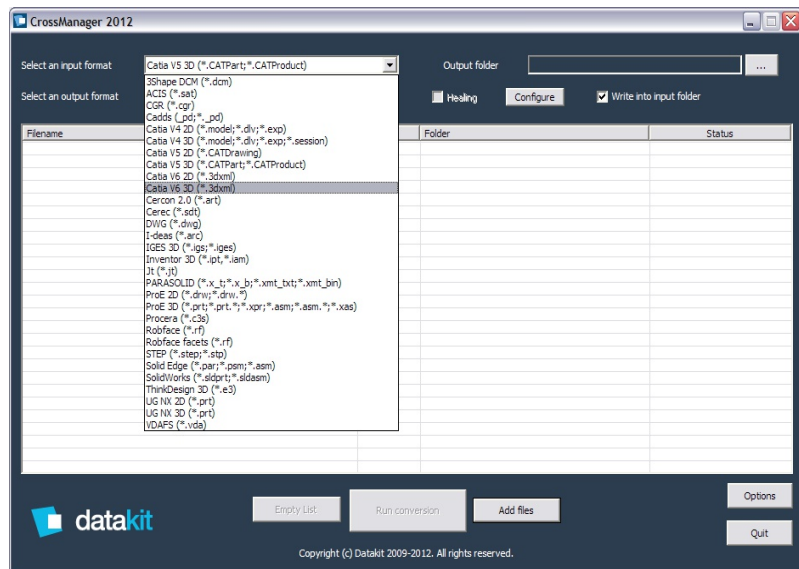 CrossManager 2012
Select an input format
Catia V5 3D (*.CATPart;*.CATProduct)
Output folder
...
Select an output format
Healing
Configure
Write into input folder
Filename
Folder
Status
3Shape DCM (*.dcm)
ACIS (*.sat)
CGR (*.cgr)
Cadds (_pd;*._pd)
Catia V4 2D (*.model;*.dlv;*.exp)
Catia V4 3D (*.model;*.dlv;*.exp;*.session)
Catia V5 2D (*.CATDrawing)
Catia V5 3D (*.CATPart;*.CATProduct)
Catia V6 2D (*.3dxml)
Catia V6 3D (*.3dxml)
Cercon 2.0 (*.art)
Cerec (*.sdt)
DWG (*.dwg)
I-deas (*.arc)
IGES 3D (*.igs;*.iges)
Inventor 3D (*.ipt,*.iam)
Jt (*.jt)
PARASOLID (*.x_t;*.x_b;*.xmt_txt;*.xmt_bin)
ProE 2D (*.drw;*.drw.*)
ProE 3D (*.prt;*.prt.*;*.xpr;*.asm;*.asm.*;*.xas)
Procera (*.c3s)
Robface (*.rf)
Robface facets (*.rf)
STEP (*.step;*.stp)
Solid Edge (*.par;*.psm;*.asm)
SolidWorks (*.sldprt;*.sldasm)
ThinkDesign 3D (*.e3)
UG NX 2D (*.prt)
UG NX 3D (*.prt)
VDAFS (*.vda)
datakit
Empty List
Run conversion
Add files
Options
Quit
Copyright (c) Datakit 2009-2012. All rights reserved.